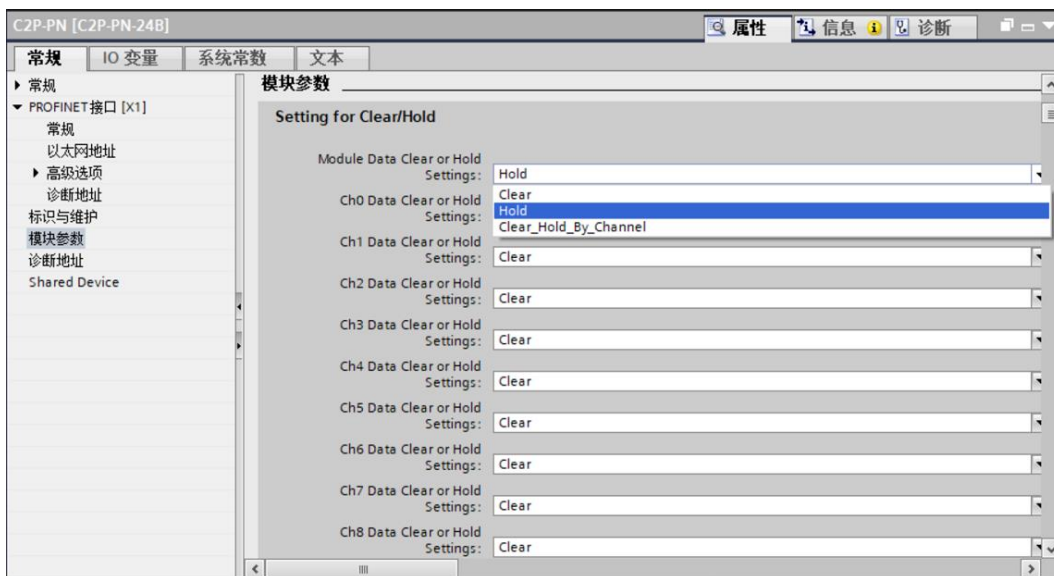 C2P-PN [C2P-PN-24B]
属性
信息
诊断
常规
IO 变量
系统常数
文本
常规
PROFINET接口 [X1]
常规
以太网地址
高级选项
诊断地址
标识与维护
模块参数
诊断地址
Shared Device
模块参数
Setting for Clear/Hold
Module Data Clear or Hold
Settings: Hold
Clear
Hold
Clear_Hold_By_Channel
Ch0 Data Clear or Hold
Settings:
Ch1 Data Clear or Hold
Settings: Clear
Ch2 Data Clear or Hold
Settings: Clear
Ch3 Data Clear or Hold
Settings: Clear
Ch4 Data Clear or Hold
Settings: Clear
Ch5 Data Clear or Hold
Settings: Clear
Ch6 Data Clear or Hold
Settings: Clear
Ch7 Data Clear or Hold
Settings: Clear
Ch8 Data Clear or Hold
Settings: Clear